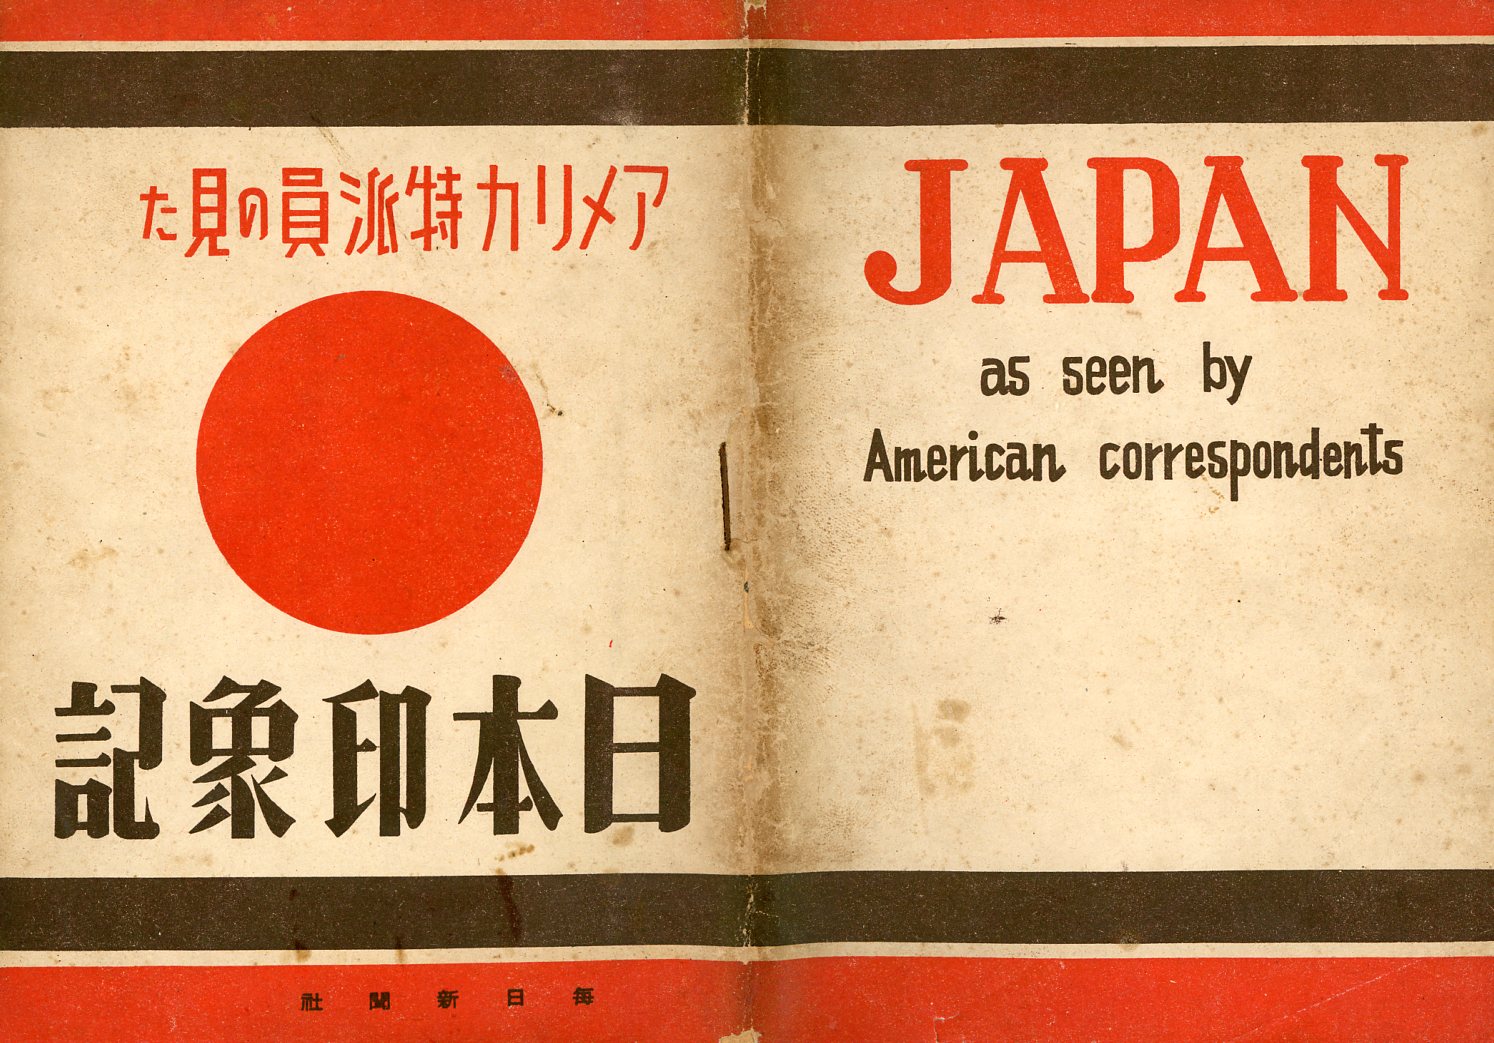 アメリカ特派員の見た
日本印象記
毎日新聞社
JAPAN
as seen by
American correspondents